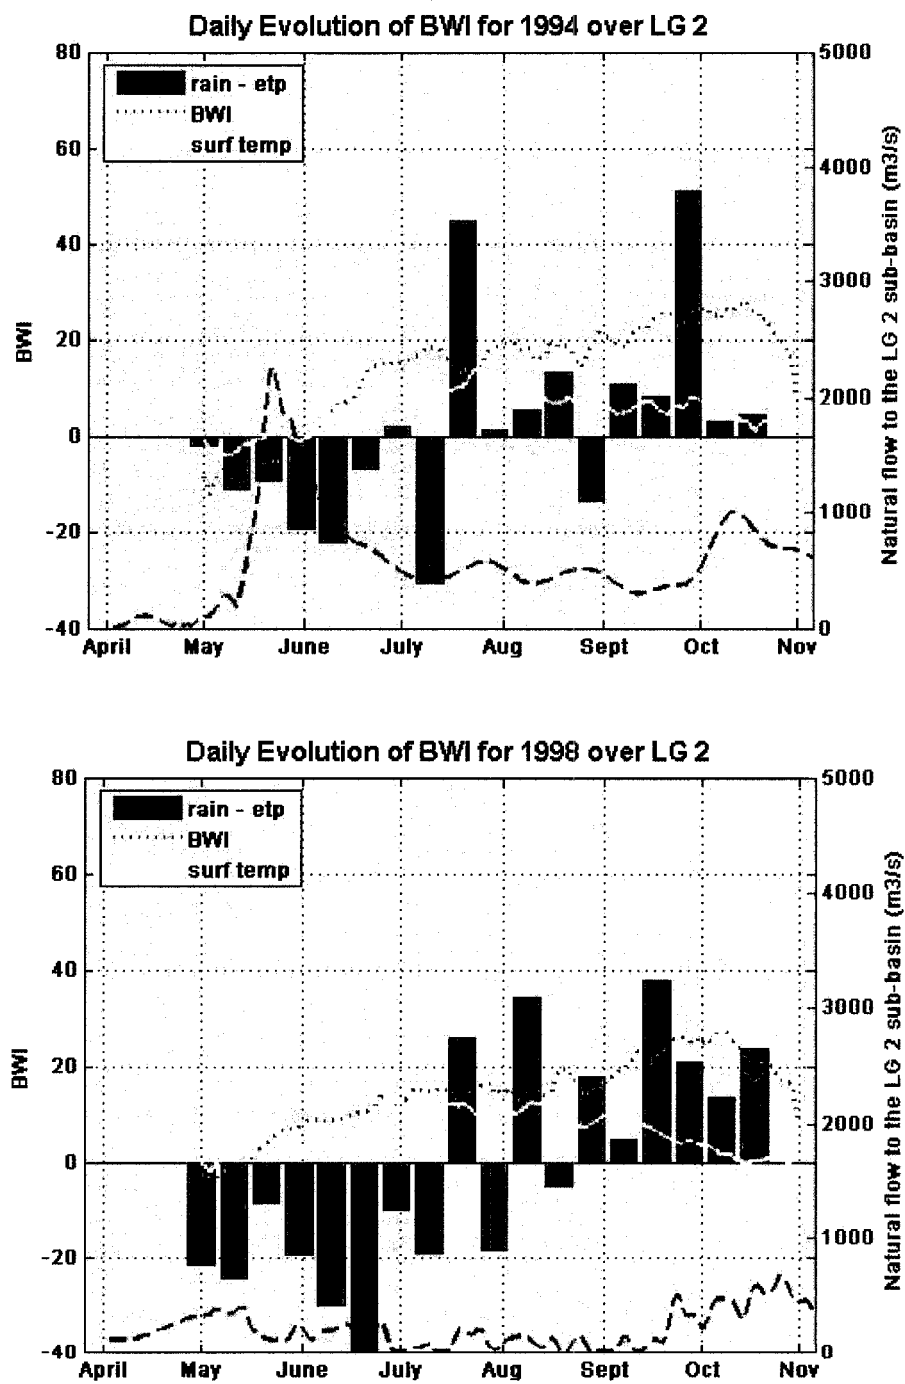 Daily Evolution of BWI for 1994 over LG 2
80
60
40
20
0
-20
-40
BWI
rain - etp
BWI
surf temp
5000
4000
3000
2000
1000
0
Natural flow to the LG 2 sub-basin (m3/s)
April May June July Aug Sept Oct Nov
Daily Evolution of BWI for 1998 over LG 2
80
60
40
20
0
-20
-40
BWI
rain - etp
BWI
surf temp
5000
4000
3000
2000
1000
0
Natural flow to the LG 2 sub-basin (m3/s)
April May June July Aug Sept Oct Nov